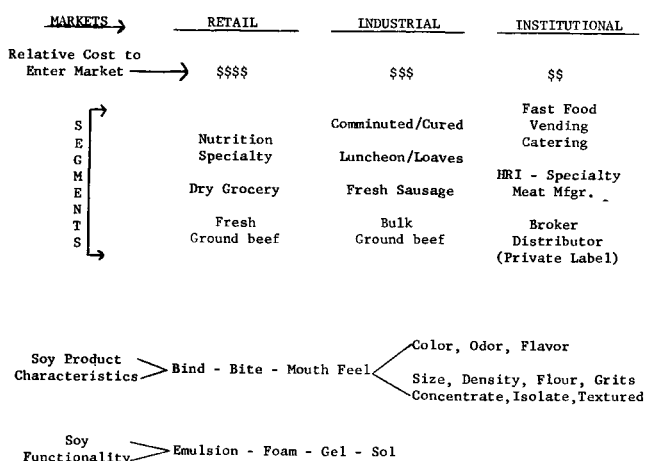 MARKETS RETAIL INDUSTRIAL INSTITUTIONAL
Relative Cost to
Enter Market $$$$ $$$ $$
SEGMENTS
Nutrition
Specialty
Dry Grocery
Fresh
Ground beef
Comminuted/Cured
Luncheon/Loaves
Fresh Sausage
Bulk
Ground beef
Fast Food
Vending
Catering
HRI - Specialty
Meat Mfgr.
Broker
Distributor
(Private Label)
Soy Product
Characteristics
Bind - Bite - Mouth Feel
Color, Odor, Flavor
Size, Density, Flour, Grits
Concentrate,Isolate,Textured
Soy
Functionality
Emulsion - Foam - Gel - Sol